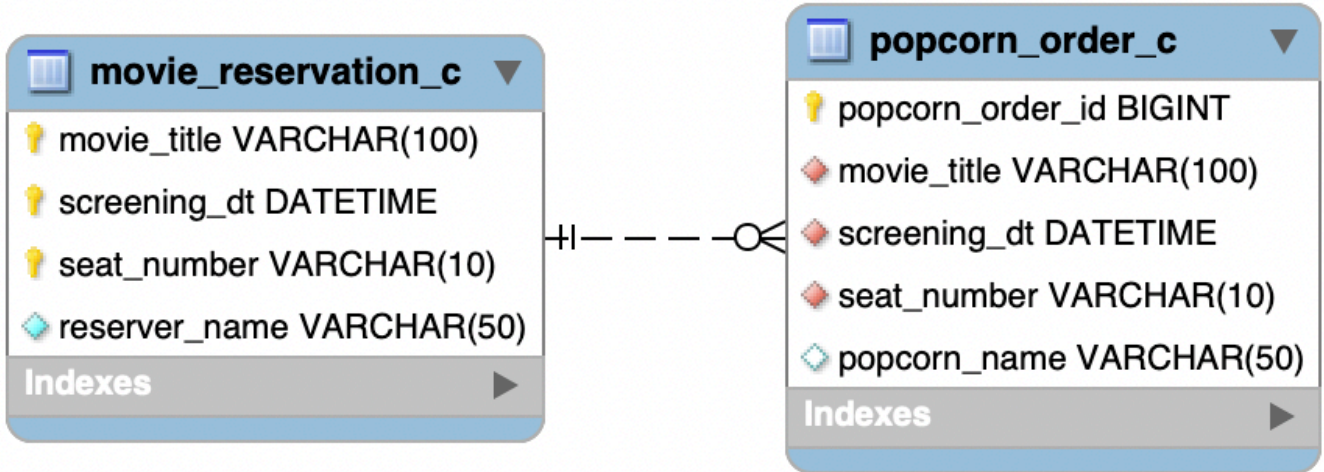 movie_reservation_c
movie_title VARCHAR(100)
screening_dt DATETIME
seat_number VARCHAR(10)
reserver_name VARCHAR(50)
Indexes
popcorn_order_c
popcorn_order_id BIGINT
movie_title VARCHAR(100)
screening_dt DATETIME
seat_number VARCHAR(10)
popcorn_name VARCHAR(50)
Indexes